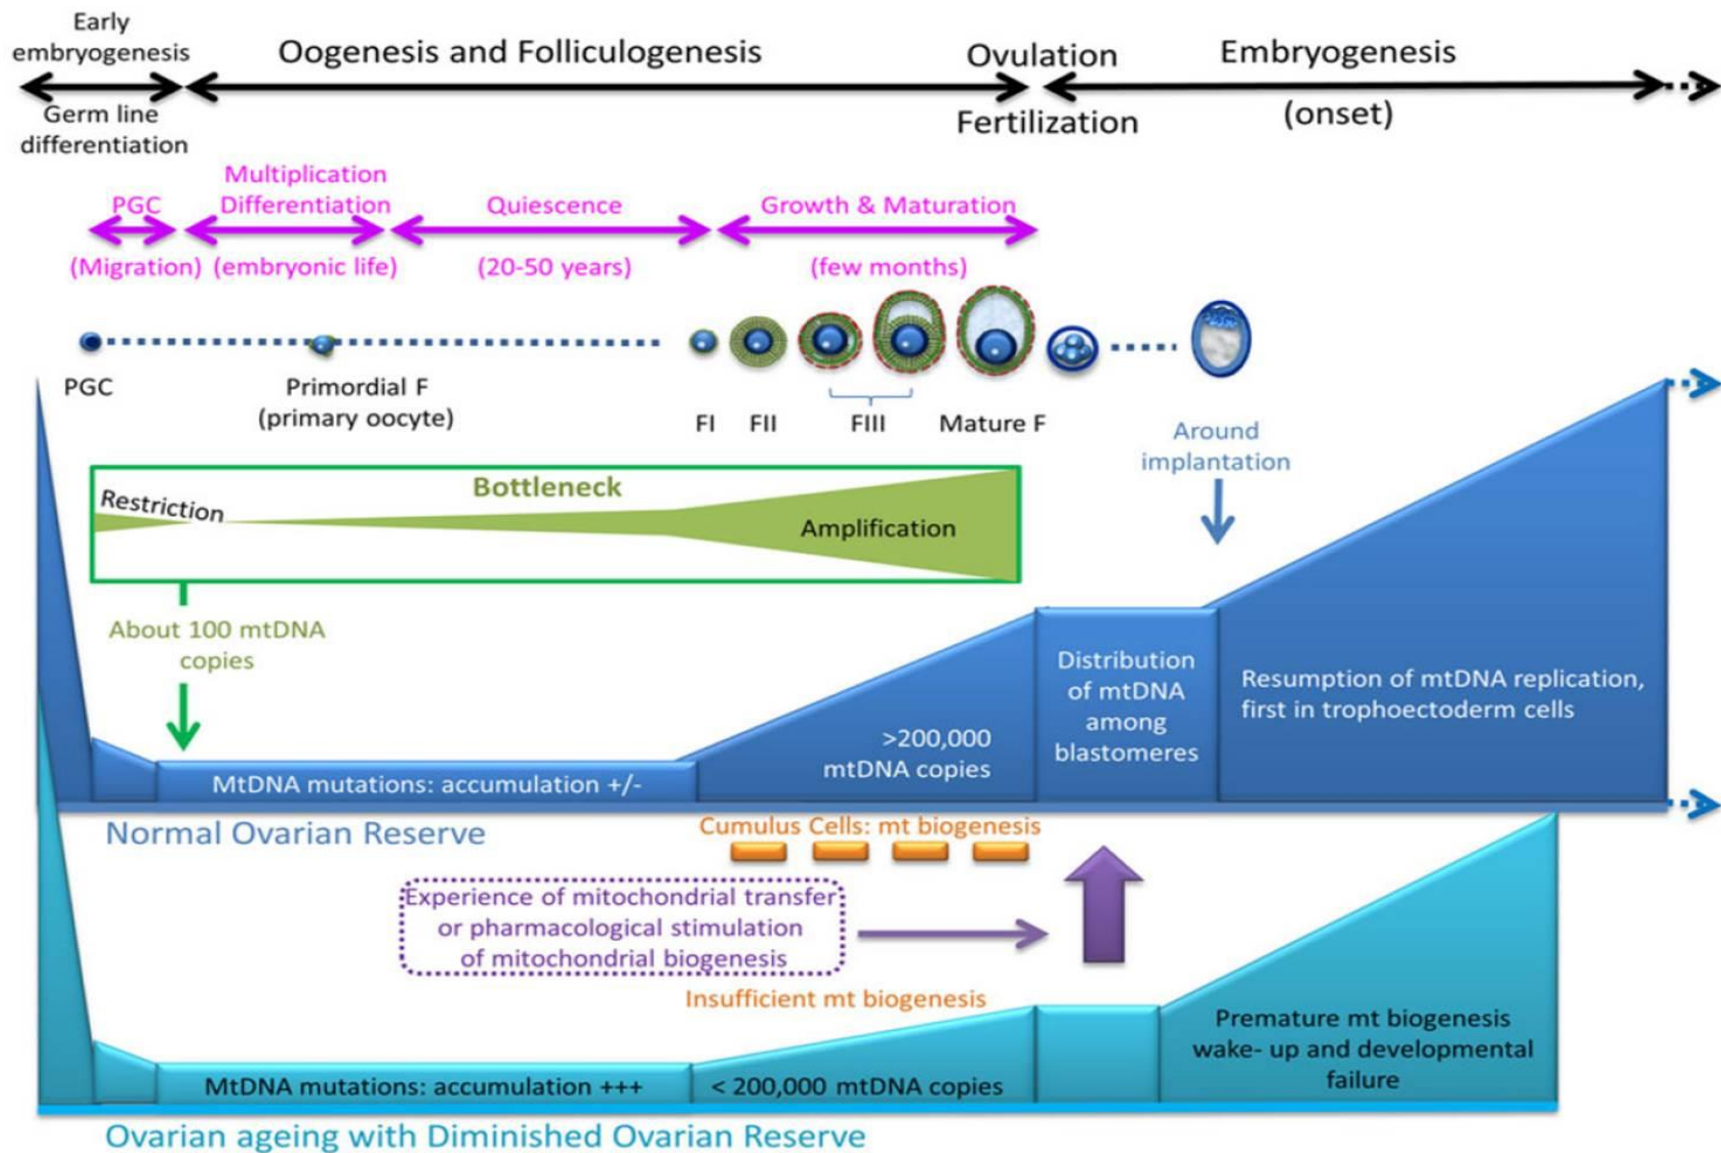 Early
embryogenesis
Oogenesis and Folliculogenesis
Ovulation
Embryogenesis
Germ line
differentiation
Fertilization
(onset)
Multiplication
PGC
Differentiation
Quiescence
Growth & Maturation
(Migration)
(embryonic life)
(20-50 years)
(few months)
PGC
Primordial F
(primary oocyte)
FI
FII
FIII
Mature F
Around
implantation
Restriction
Bottleneck
Amplification
About 100 mtDNA
copies
Distribution
of mtDNA
among
blastomeres
Resumption of mtDNA replication,
first in trophoectoderm cells
>200,000
mtDNA copies
MtDNA mutations: accumulation +/-
Normal Ovarian Reserve
Cumulus Cells: mt biogenesis
Experience of mitochondrial transfer
or pharmacological stimulation
of mitochondrial biogenesis
Insufficient mt biogenesis
Premature mt biogenesis
wake- up and developmental
failure
MtDNA mutations: accumulation +++
< 200,000 mtDNA copies
Ovarian ageing with Diminished Ovarian Reserve